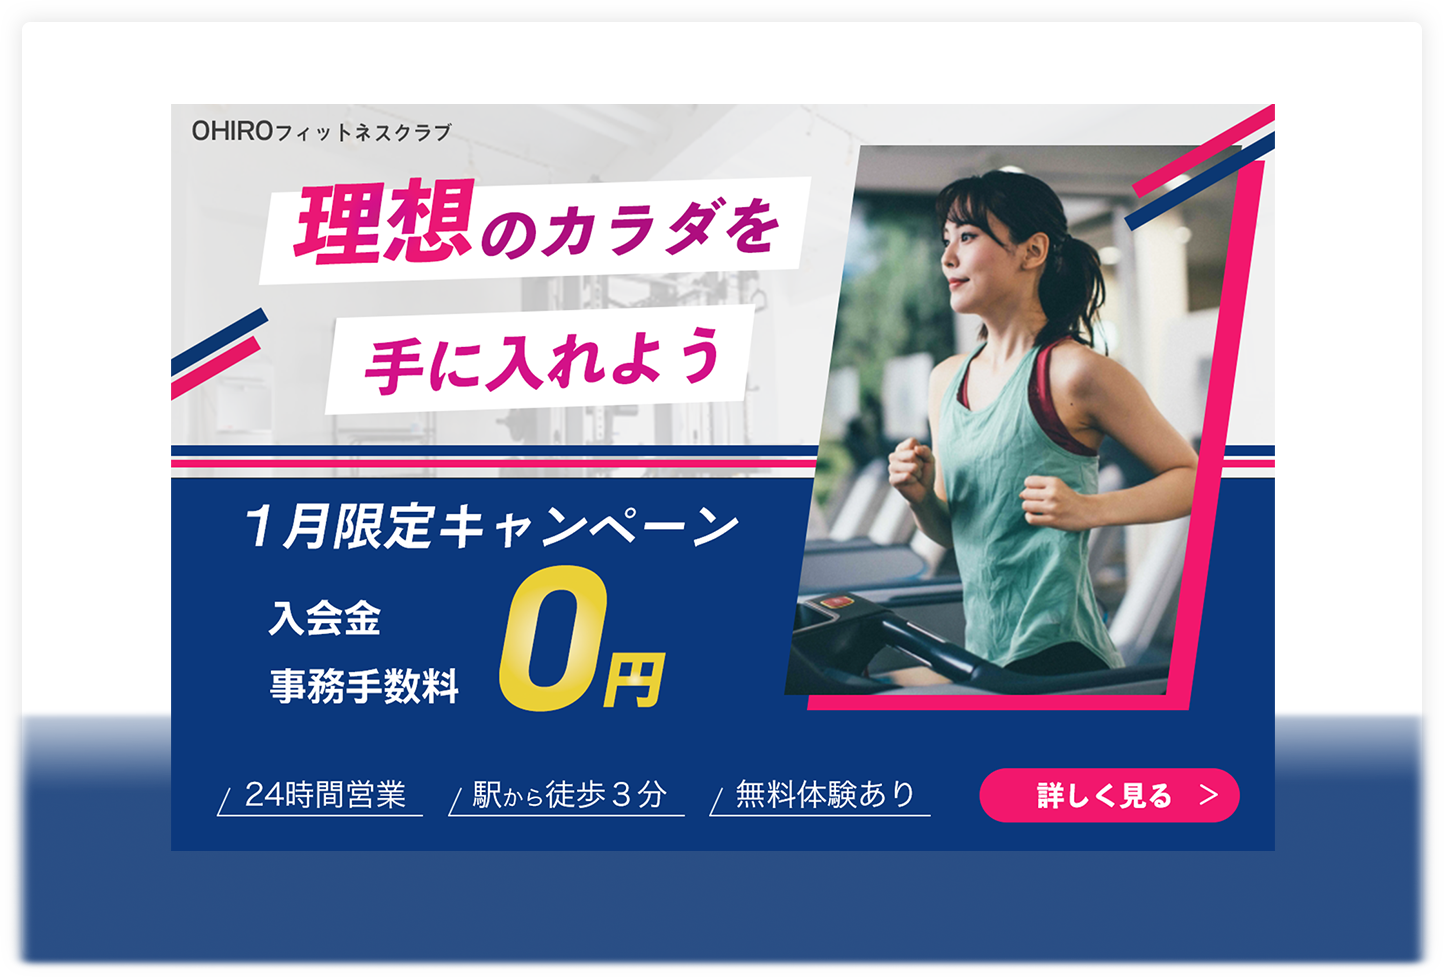 OHIROフィットネスクラブ
理想のカラダを
手に入れよう
1月限定キャンペーン
入会金
事務手数料
0円
24時間営業
駅から徒歩３分
無料体験あり
詳しく見る >